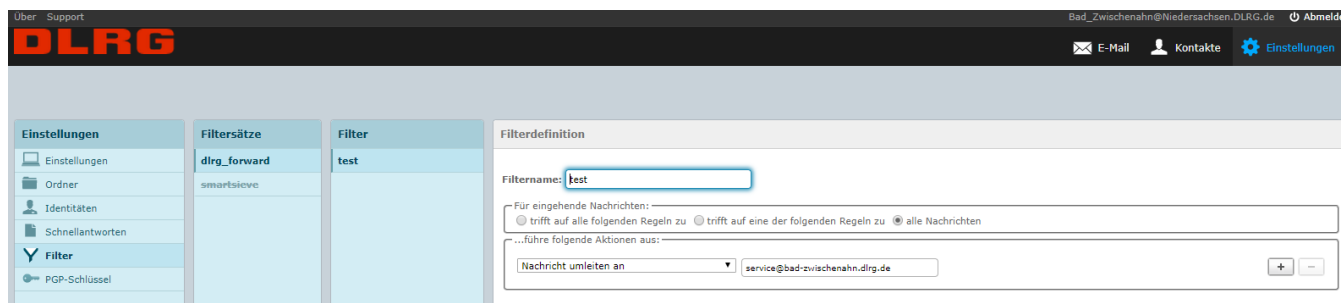 Über Support
Bad_Zwischenahn@Niedersachsen.DLRG.de Abmelde
DLRG
E-Mail Kontakte Einstellungen
Einstellungen
Einstellungen
Ordner
Identitäten
Schnellantworten
Filter
PGP-Schlüssel
Filtersätze
dlrg_forward
smartsieve
Filter
test
Filterdefinition
Filtername: test
Für eingehende Nachrichten:
trifft auf alle folgenden Regeln zu trifft auf eine der folgenden Regeln zu alle Nachrichten
...führe folgende Aktionen aus:
Nachricht umleiten an service@bad-zwischenahn.dlrg.de + −